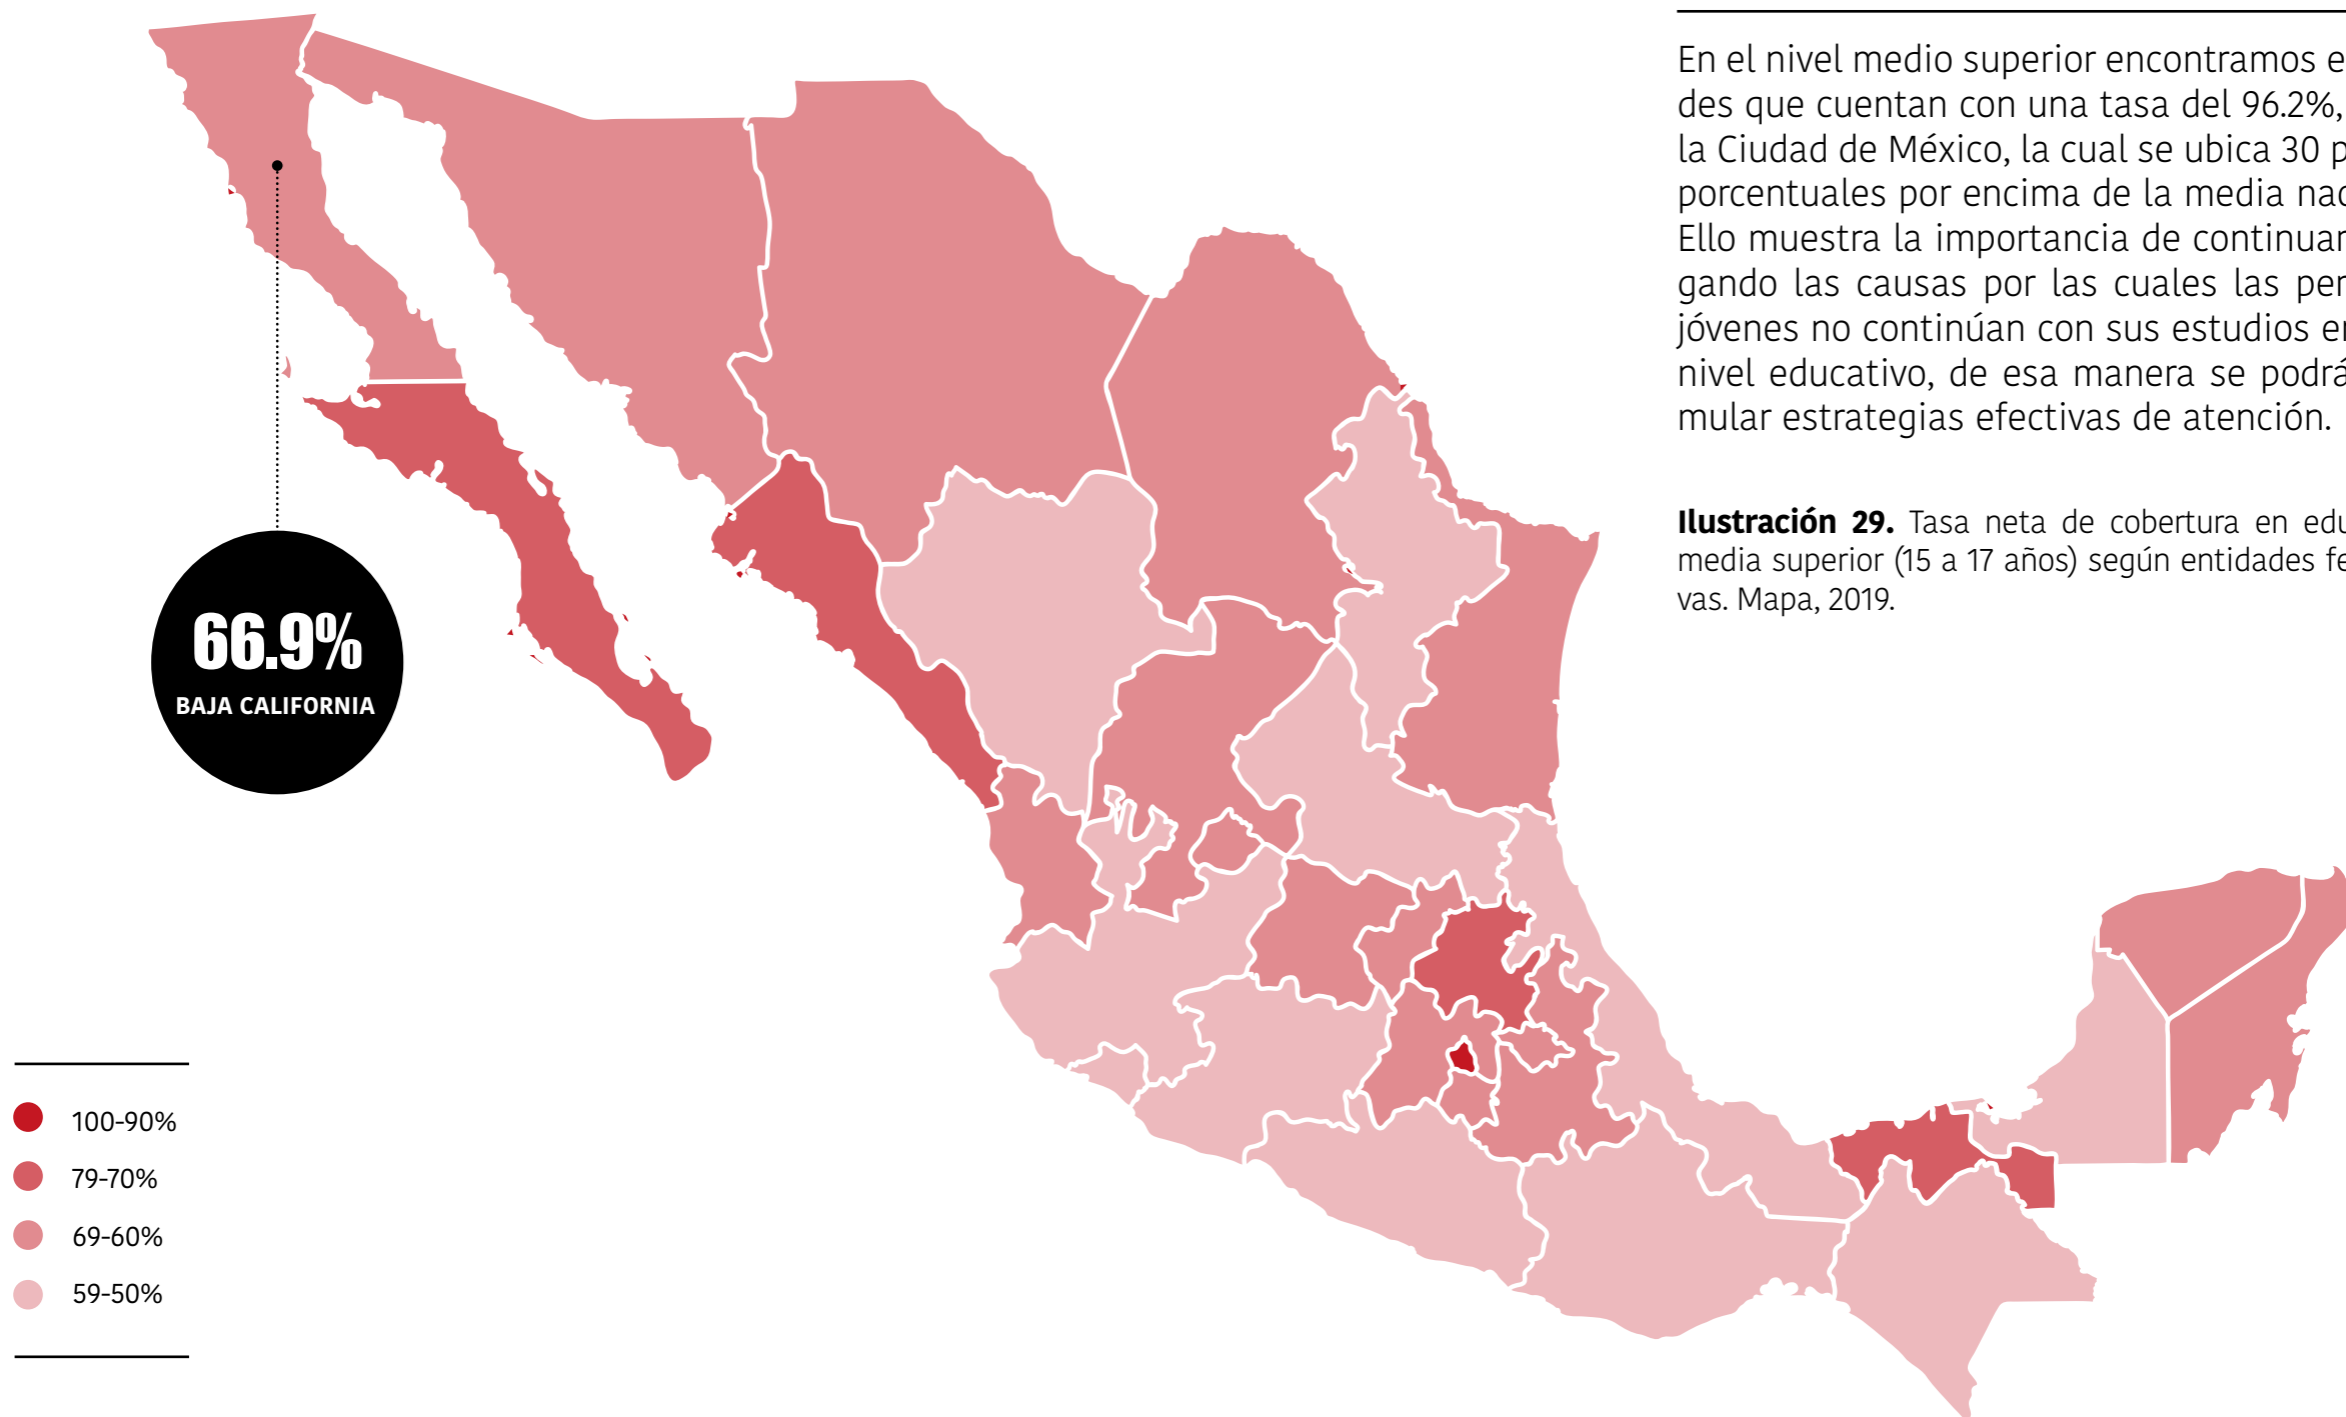 En el nivel medio superior encontramos e
des que cuentan con una tasa del 96.2%,
la Ciudad de México, la cual se ubica 30 p
porcentuales por encima de la media nac
Ello muestra la importancia de continuar
gando las causas por las cuales las per
jóvenes no continúan con sus estudios en
nivel educativo, de esa manera se podrá
mular estrategias efectivas de atención.
Ilustración 29. Tasa neta de cobertura en edu
media superior (15 a 17 años) según entidades fe
vas. Mapa, 2019.
66.9%
BAJA CALIFORNIA
100-90%
79-70%
69-60%
59-50%